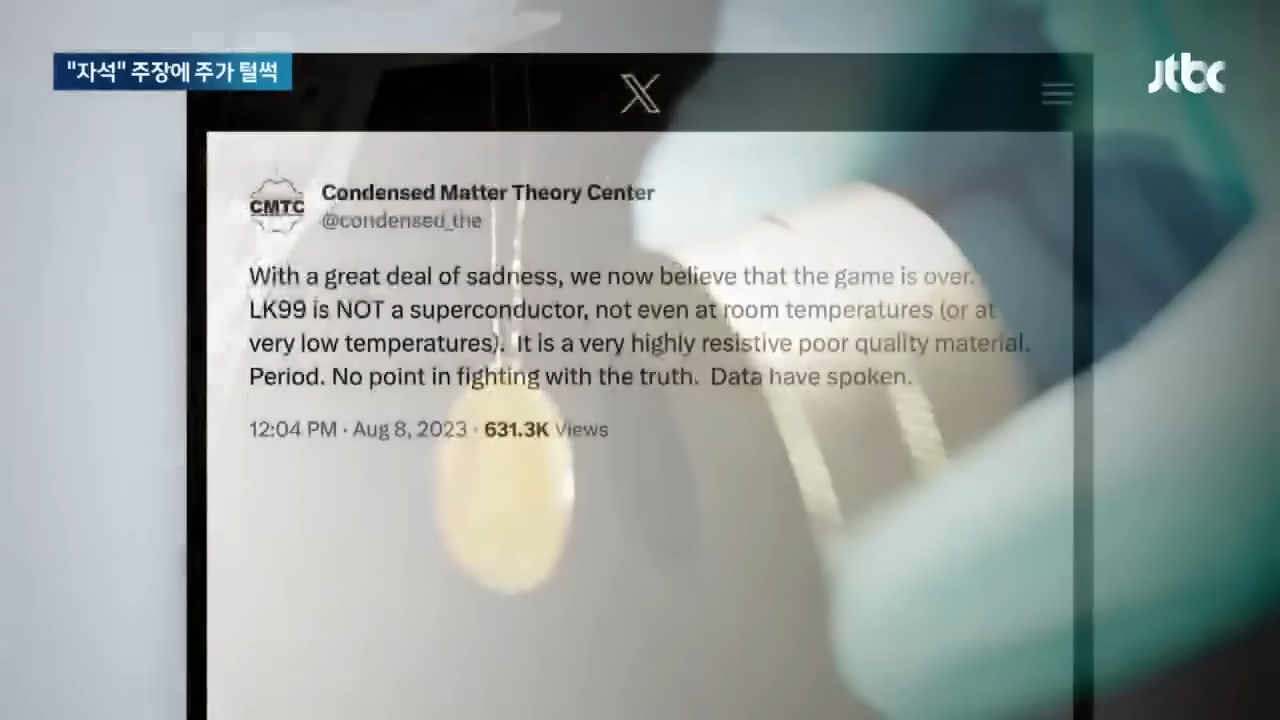 "자석" 주장에 주가 털썩
jtbc
X
CMTC
Condensed Matter Theory Center
@condensed_the
With a great deal of sadness, we now believe that the game is over.
LK99 is NOT a superconductor, not even at room temperatures (or at
very low temperatures). It is a very highly resistive poor quality material.
Period. No point in fighting with the truth. Data have spoken.
12:04 PM · Aug 8, 2023 · 631.3K Views